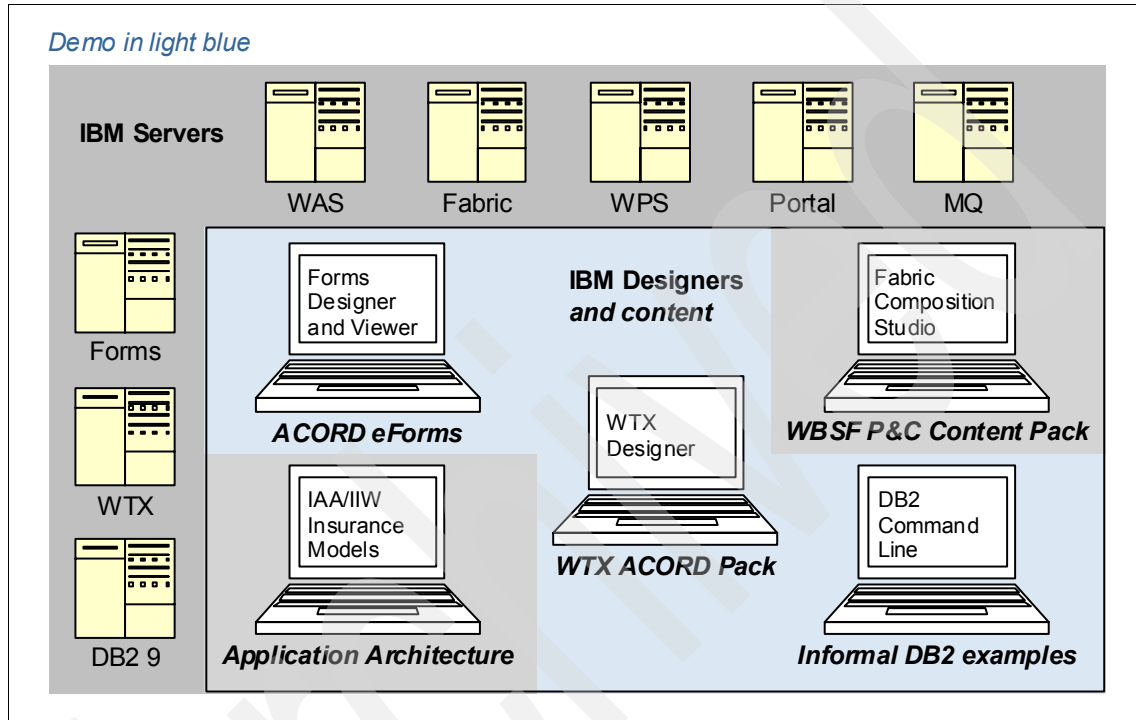 Demo in light blue
IBM Servers
WAS
Fabric
WPS
Portal
MQ
Forms
WTX
DB2 9
Forms
Designer
and Viewer
ACORD eForms
IBM Designers
and content
Fabric
Composition
Studio
WBSF P&C Content Pack
WTX
Designer
WTX ACORD Pack
IAA/IIW
Insurance
Models
Application Architecture
DB2
Command
Line
Informal DB2 examples